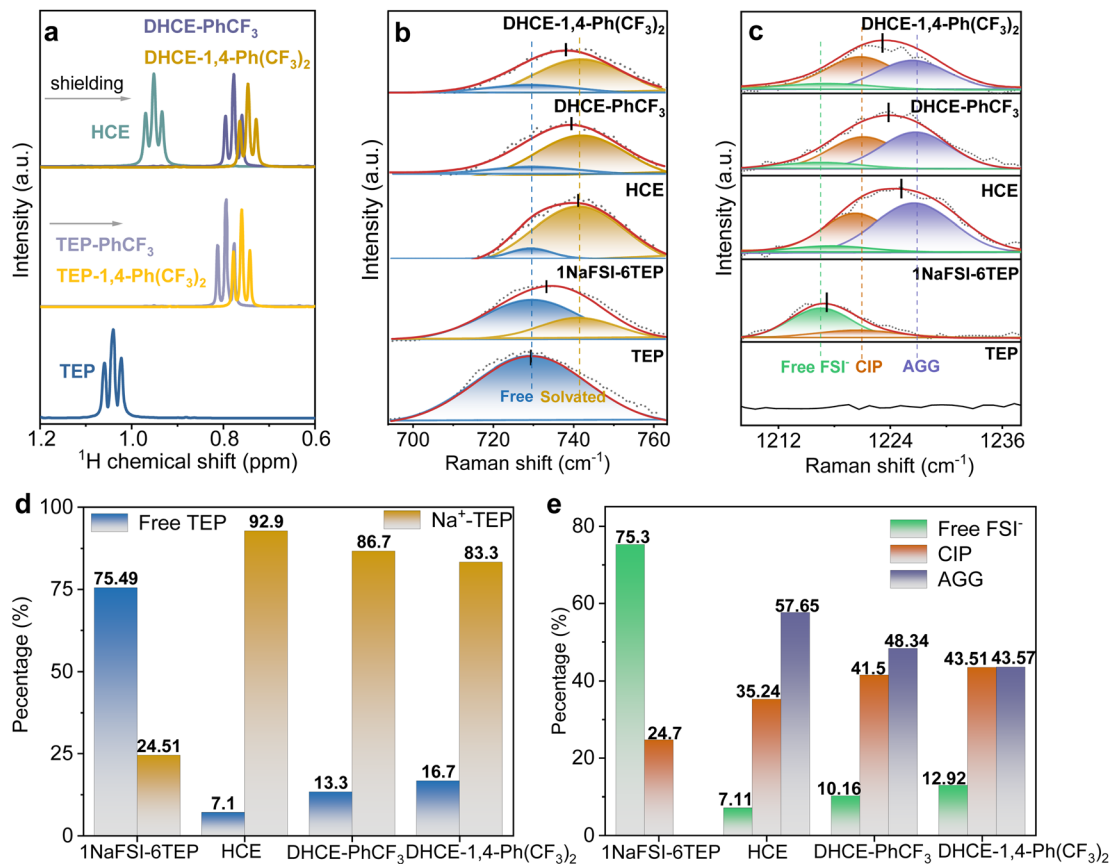 a
DHCE-PhCF₃
DHCE-1,4-Ph(CF₃)₂
shielding
HCE
TEP-PhCF₃
TEP-1,4-Ph(CF₃)₂
TEP
Intensity (a.u.)
1.2 1.0 0.8 0.6
¹H chemical shift (ppm)
b
DHCE-1,4-Ph(CF₃)₂
DHCE-PhCF₃
HCE
1NaFSI-6TEP
TEP
Free Solvated
Intensity (a.u.)
700 720 740 760
Raman shift (cm⁻¹)
c
DHCE-1,4-Ph(CF₃)₂
DHCE-PhCF₃
HCE
1NaFSI-6TEP
TEP
Free FSI⁻ CIP AGG
Intensity (a.u.)
1212 1224 1236
Raman shift (cm⁻¹)
d
Free TEP
Na⁺-TEP
Pecentage (%)
100
75
50
25
0
75.49
24.51
7.1
92.9
13.3
86.7
16.7
83.3
1NaFSI-6TEP HCE DHCE-PhCF₃ DHCE-1,4-Ph(CF₃)₂
e
Free FSI⁻
CIP
AGG
Pecentage (%)
80
60
40
20
0
75.3
24.7
7.11
35.24
57.65
10.16
41.5
48.34
12.92
43.51
43.57
1NaFSI-6TEP HCE DHCE-PhCF₃ DHCE-1,4-Ph(CF₃)₂